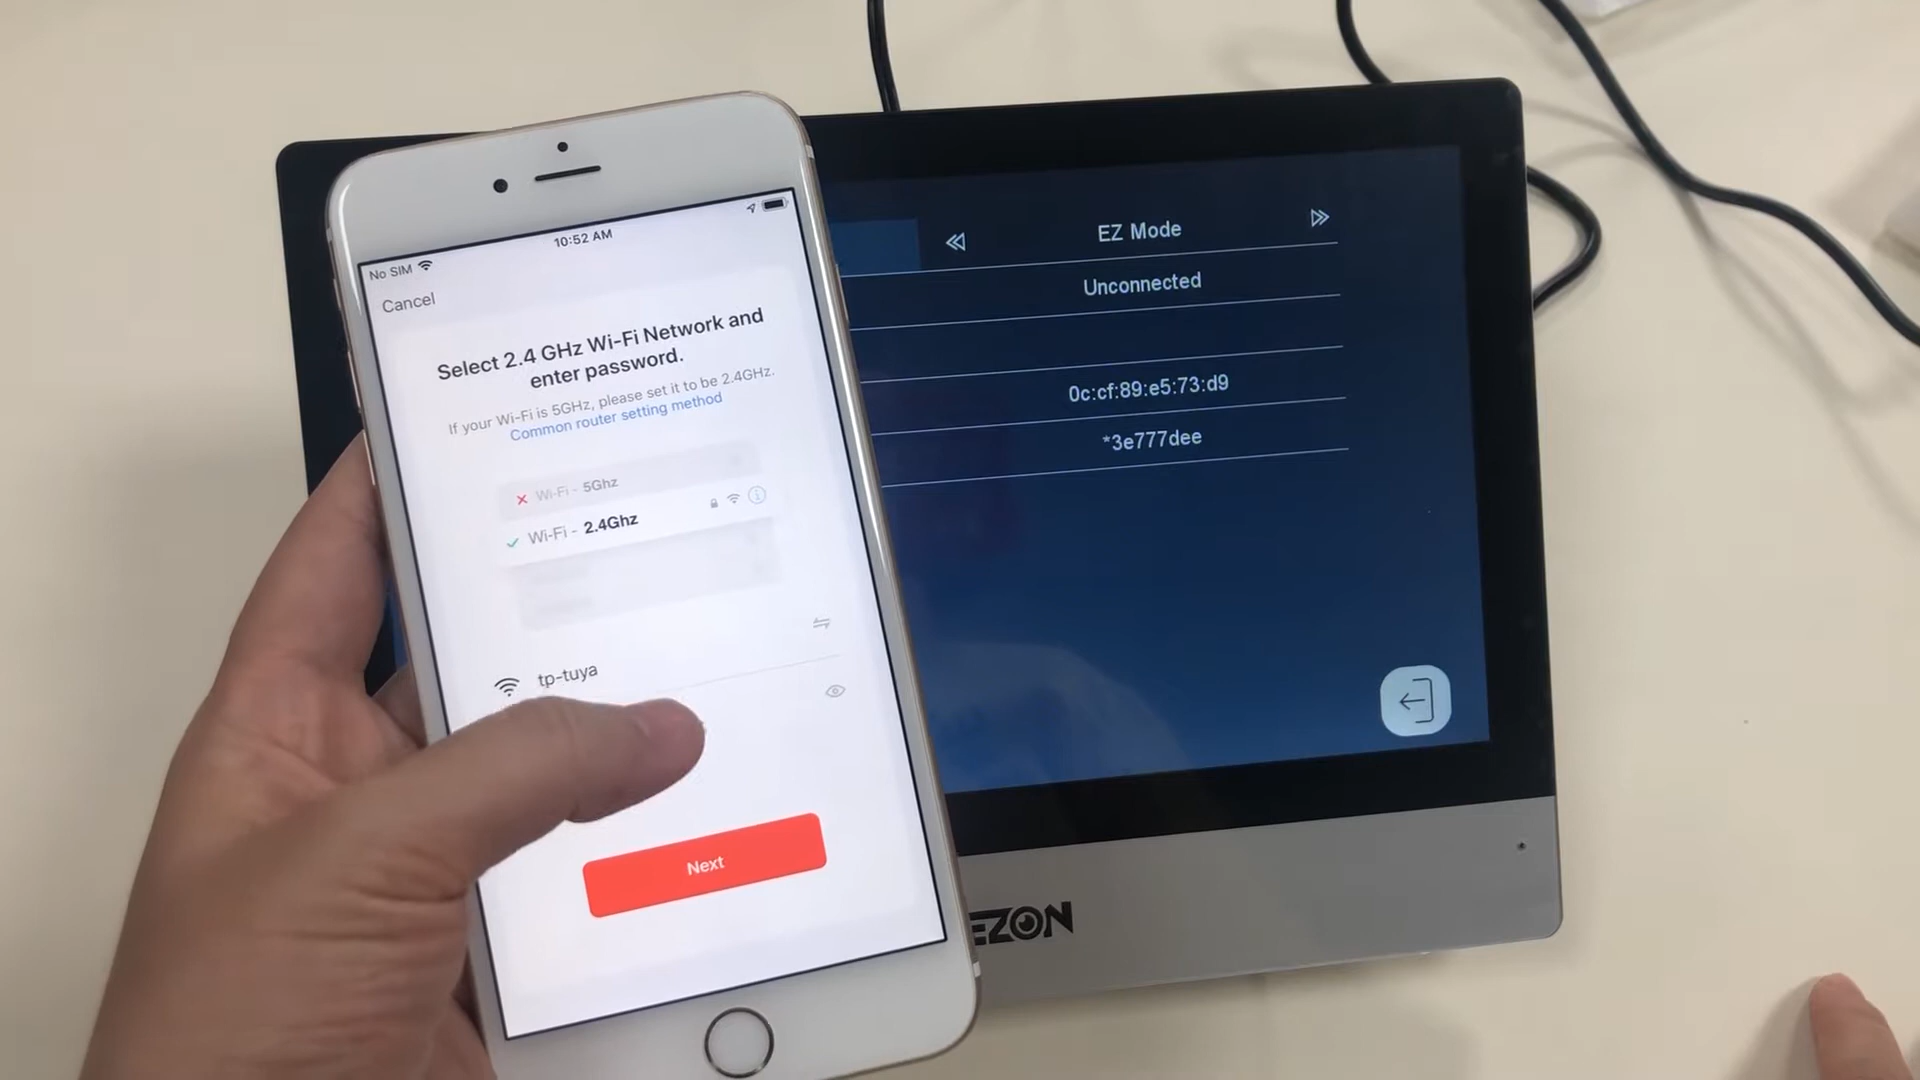 No SIM
10:52 AM
Cancel
Select 2.4 GHz Wi-Fi Network and
enter password.
If your Wi-Fi is 5GHz, please set it to be 2.4GHz.
Common router setting method
Wi-Fi - 5Ghz
Wi-Fi - 2.4Ghz
tp-tuya
Next
EZ Mode
Unconnected
0c:cf:89:e5:73:d9
*3e777dee
EZON